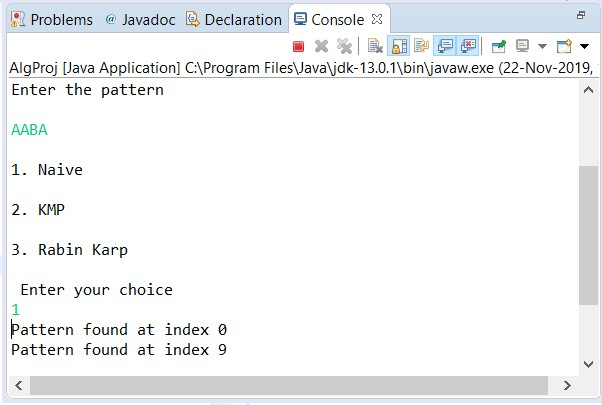 Problems @ Javadoc Declaration Console
AlgProj [Java Application] C:\Program Files\Java\jdk-13.0.1\bin\javaw.exe (22-Nov-2019,
Enter the pattern
AABA
1. Naive
2. KMP
3. Rabin Karp
Enter your choice
1
Pattern found at index 0
Pattern found at index 9